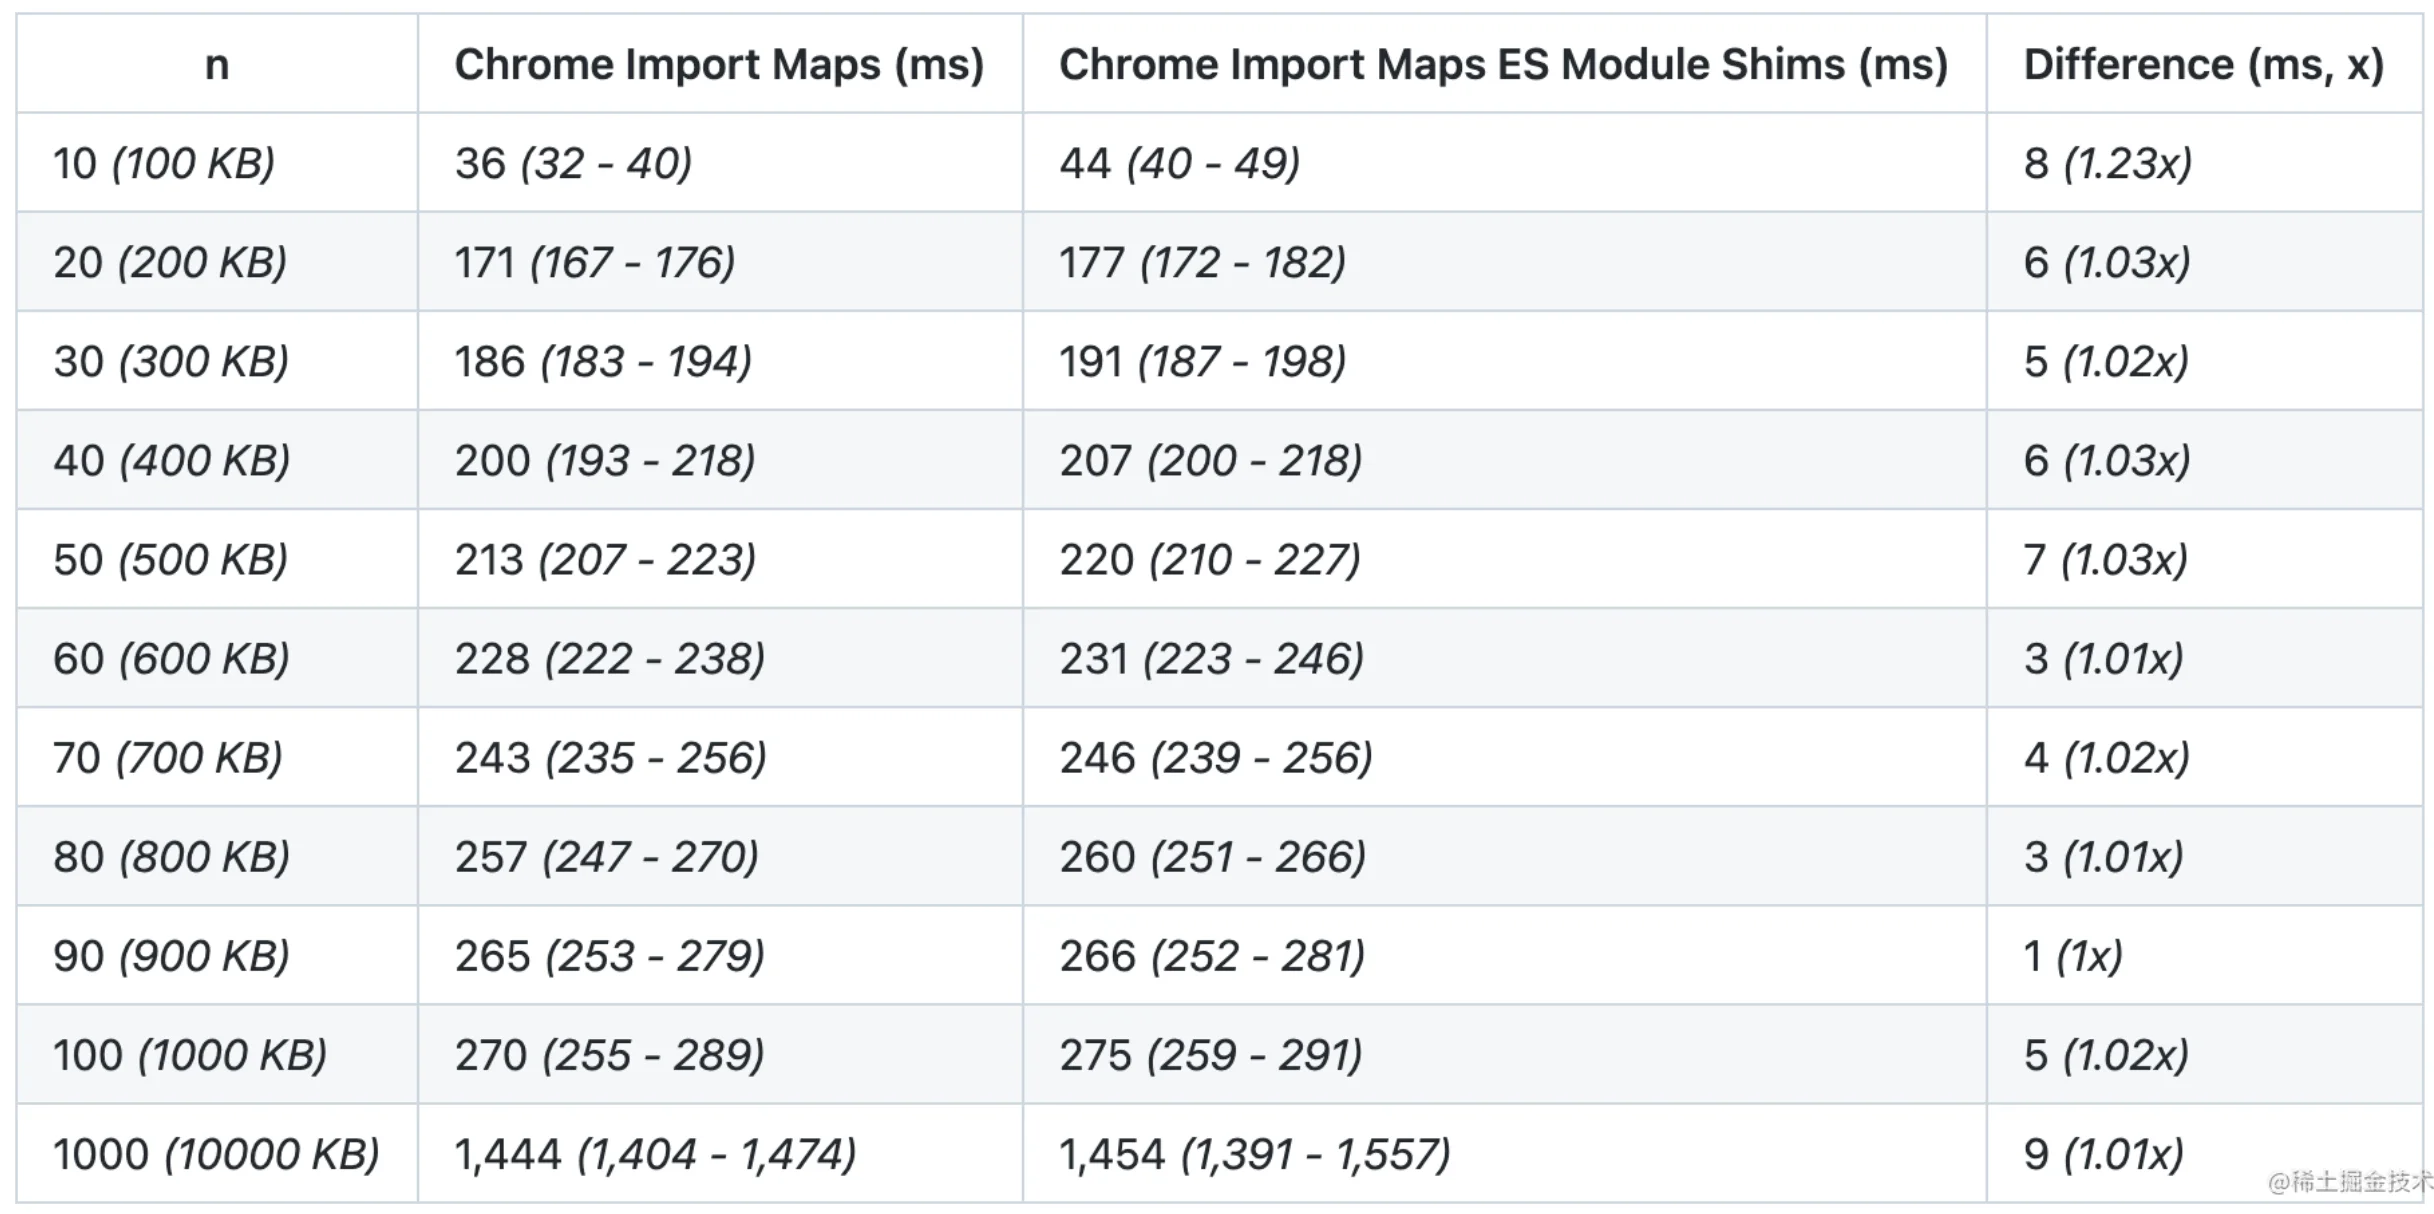 n Chrome Import Maps (ms) Chrome Import Maps ES Module Shims (ms) Difference (ms, x)
10 (100 KB) 36 (32 - 40) 44 (40 - 49) 8 (1.23x)
20 (200 KB) 171 (167 - 176) 177 (172 - 182) 6 (1.03x)
30 (300 KB) 186 (183 - 194) 191 (187 - 198) 5 (1.02x)
40 (400 KB) 200 (193 - 218) 207 (200 - 218) 6 (1.03x)
50 (500 KB) 213 (207 - 223) 220 (210 - 227) 7 (1.03x)
60 (600 KB) 228 (222 - 238) 231 (223 - 246) 3 (1.01x)
70 (700 KB) 243 (235 - 256) 246 (239 - 256) 4 (1.02x)
80 (800 KB) 257 (247 - 270) 260 (251 - 266) 3 (1.01x)
90 (900 KB) 265 (253 - 279) 266 (252 - 281) 1 (1x)
100 (1000 KB) 270 (255 - 289) 275 (259 - 291) 5 (1.02x)
1000 (10000 KB) 1,444 (1,404 - 1,474) 1,454 (1,391 - 1,557) 9 (1.01x)
@稀土掘金技术